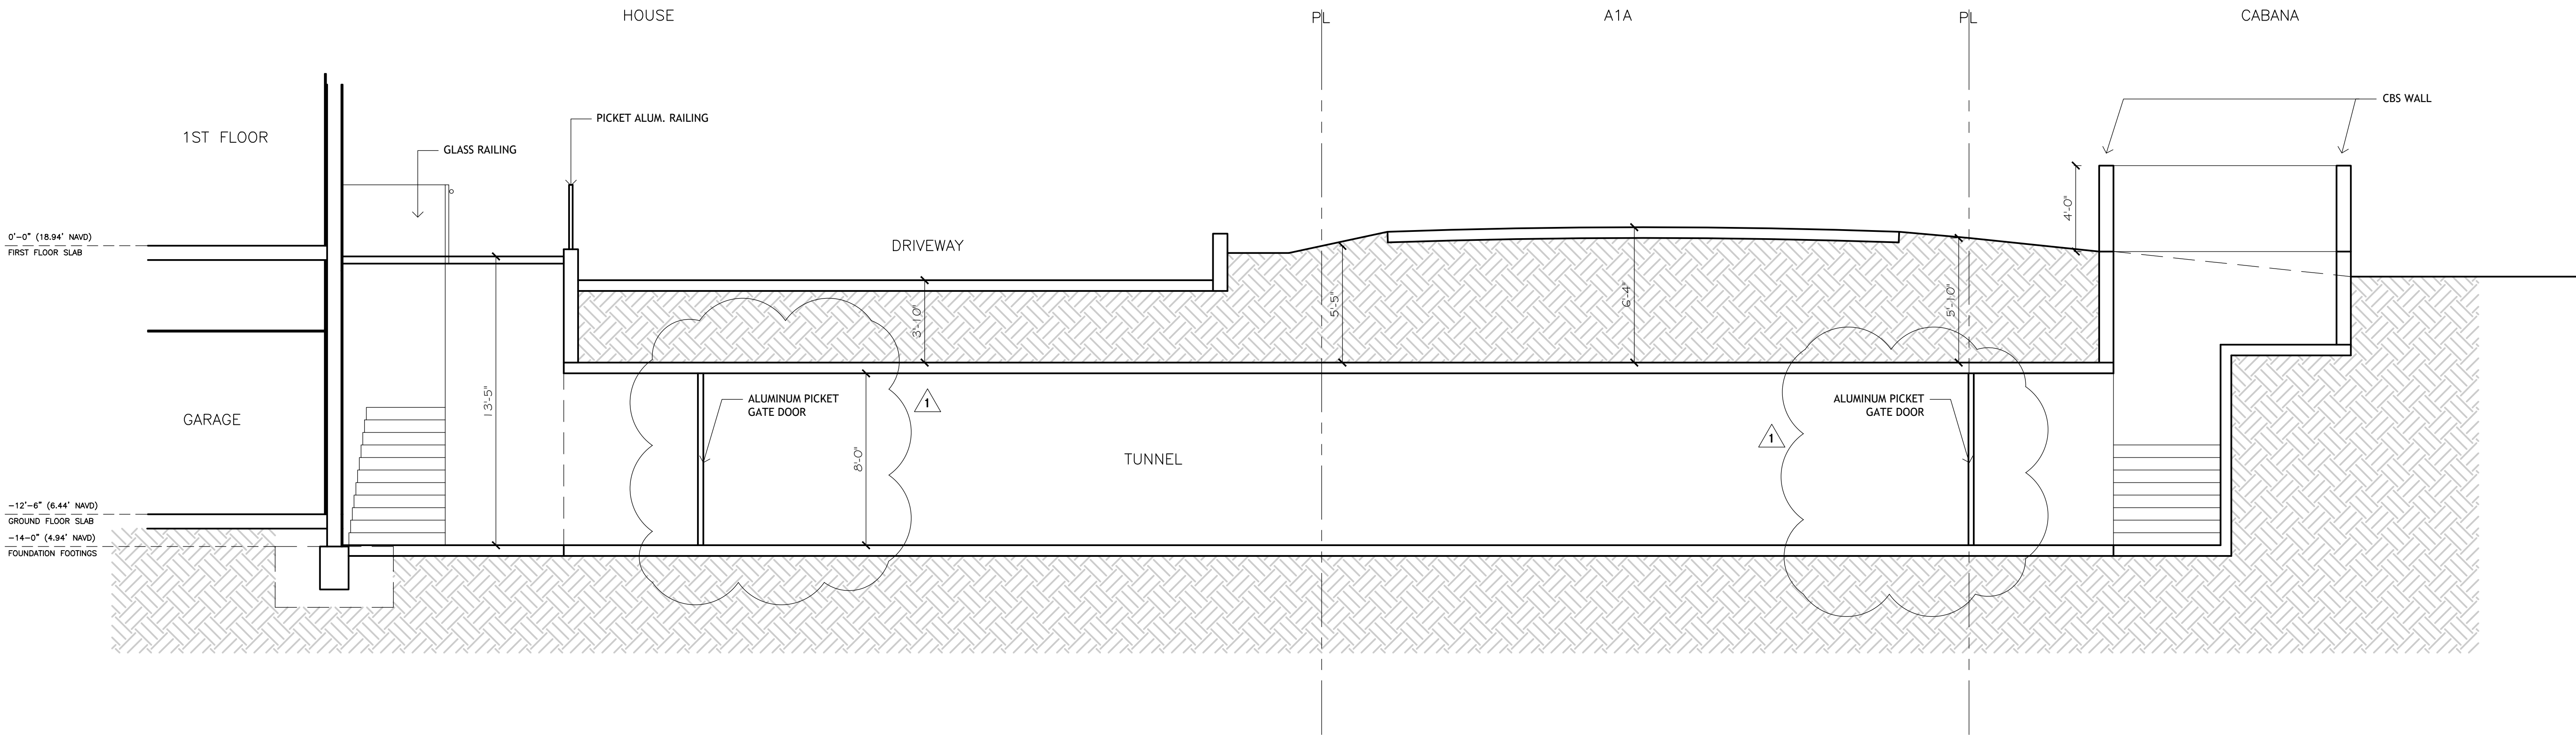 HOUSE
PL
A1A
PL
CABANA
CBS WALL
PICKET ALUM. RAILING
1ST FLOOR
GLASS RAILING
4'-0"
0'-0" (18.94' NAVD)
FIRST FLOOR SLAB
DRIVEWAY
3'-10"
5'-5"
6'-4"
5'-10"
13'-5"
ALUMINUM PICKET
GATE DOOR
1
ALUMINUM PICKET
GATE DOOR
1
GARAGE
8'-0"
TUNNEL
-12'-6" (6.44' NAVD)
GROUND FLOOR SLAB
-14-0" (4.94' NAVD)
FOUNDATION FOOTINGS